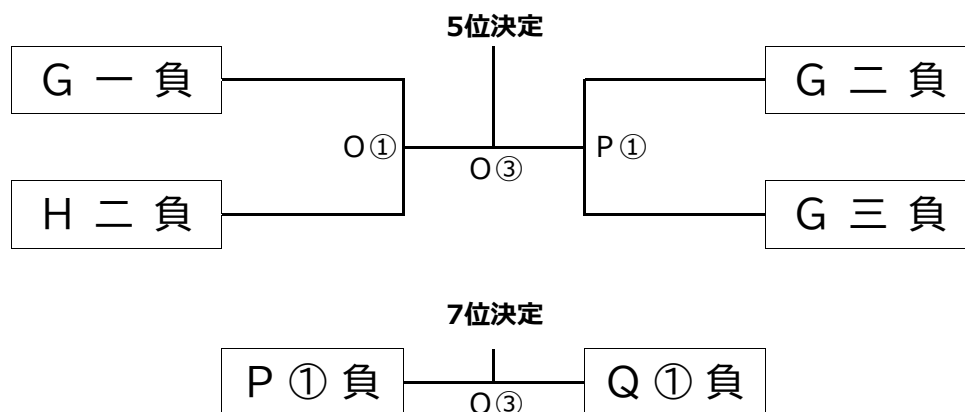 5位決定
G 一 負
G 二 負
O①
P①
O③
H 二 負
G 三 負
7位決定
P ① 負
Q ① 負
O③